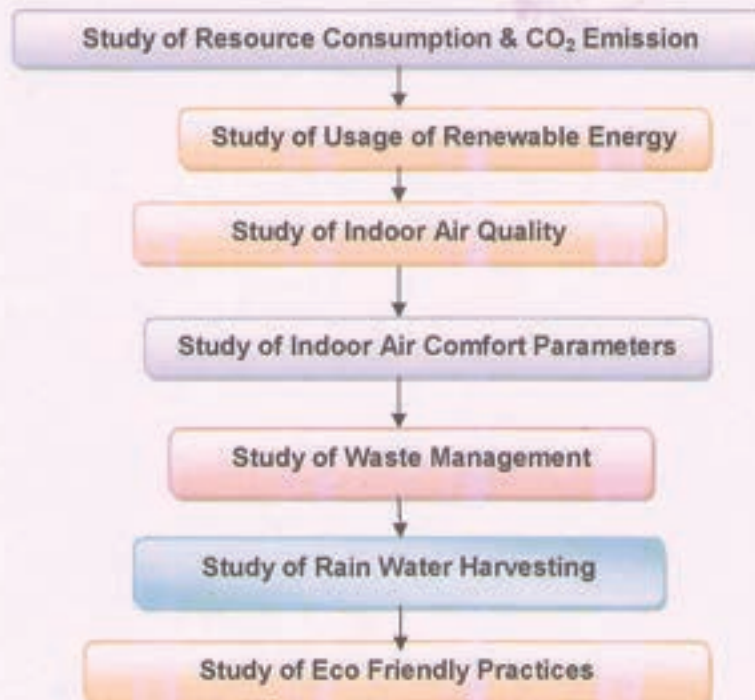 Study of Resource Consumption & CO₂ Emission
Study of Usage of Renewable Energy
Study of Indoor Air Quality
Study of Indoor Air Comfort Parameters
Study of Waste Management
Study of Rain Water Harvesting
Study of Eco Friendly Practices